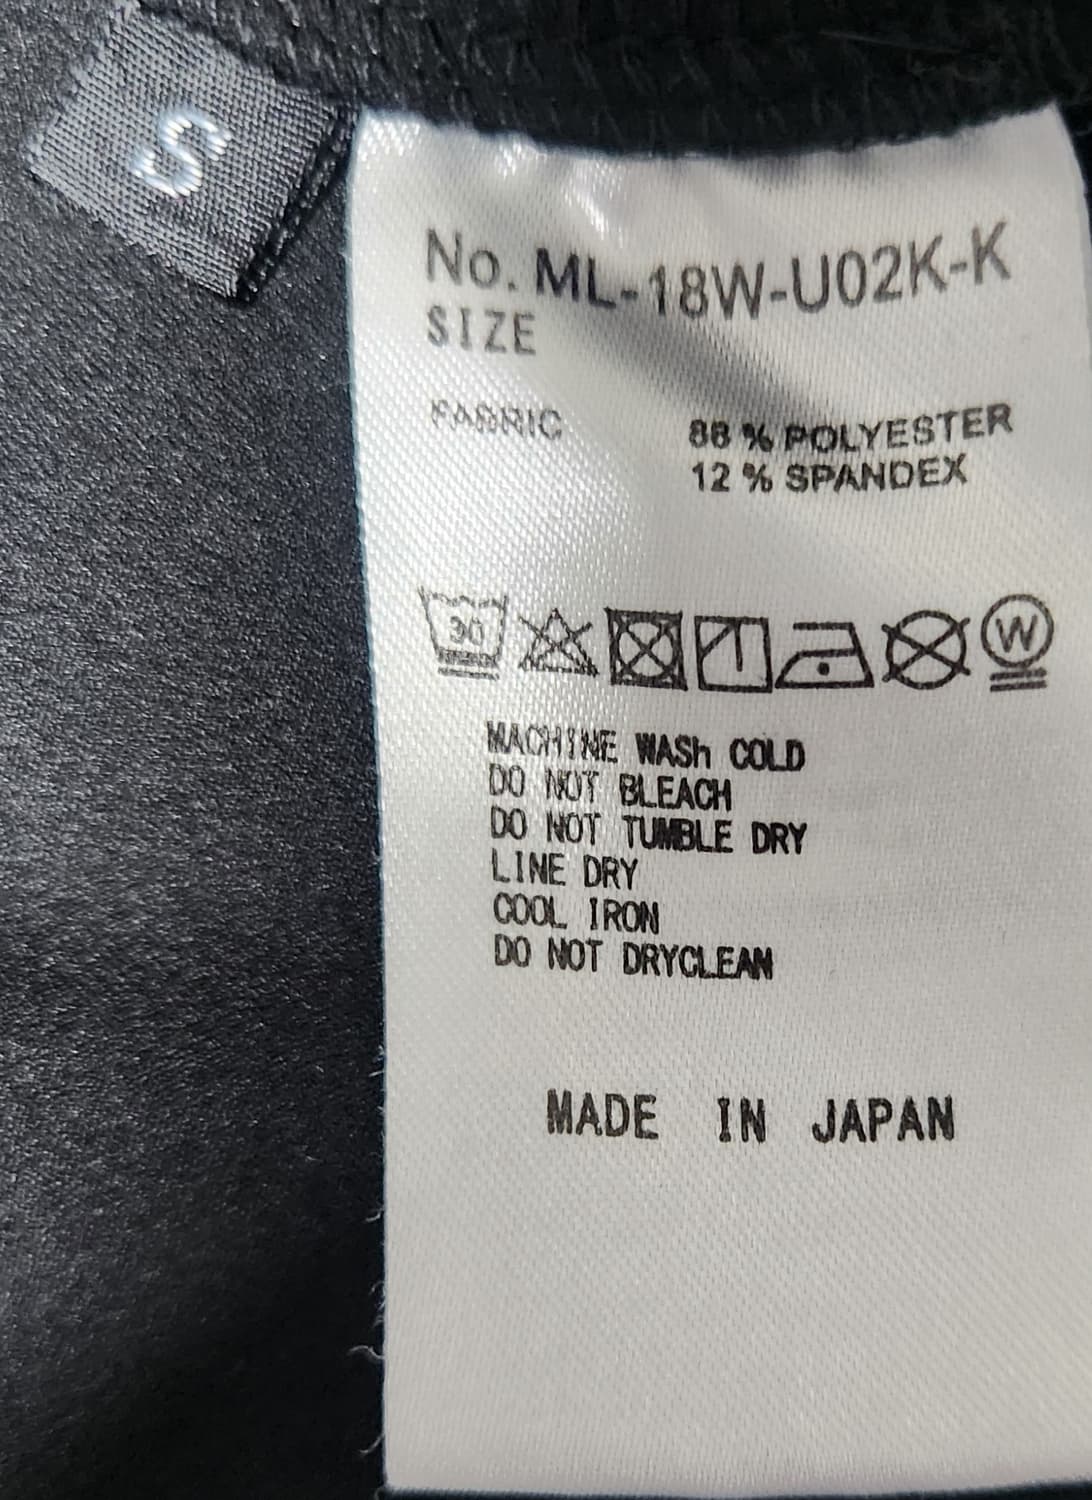 S
No. ML-18W-U02K-K
SIZE
FABRIC 88 % POLYESTER
12 % SPANDEX
30 W
MACHINE WASh COLD
DO NOT BLEACH
DO NOT TUMBLE DRY
LINE DRY
COOL IRON
DO NOT DRYCLEAN
MADE IN JAPAN